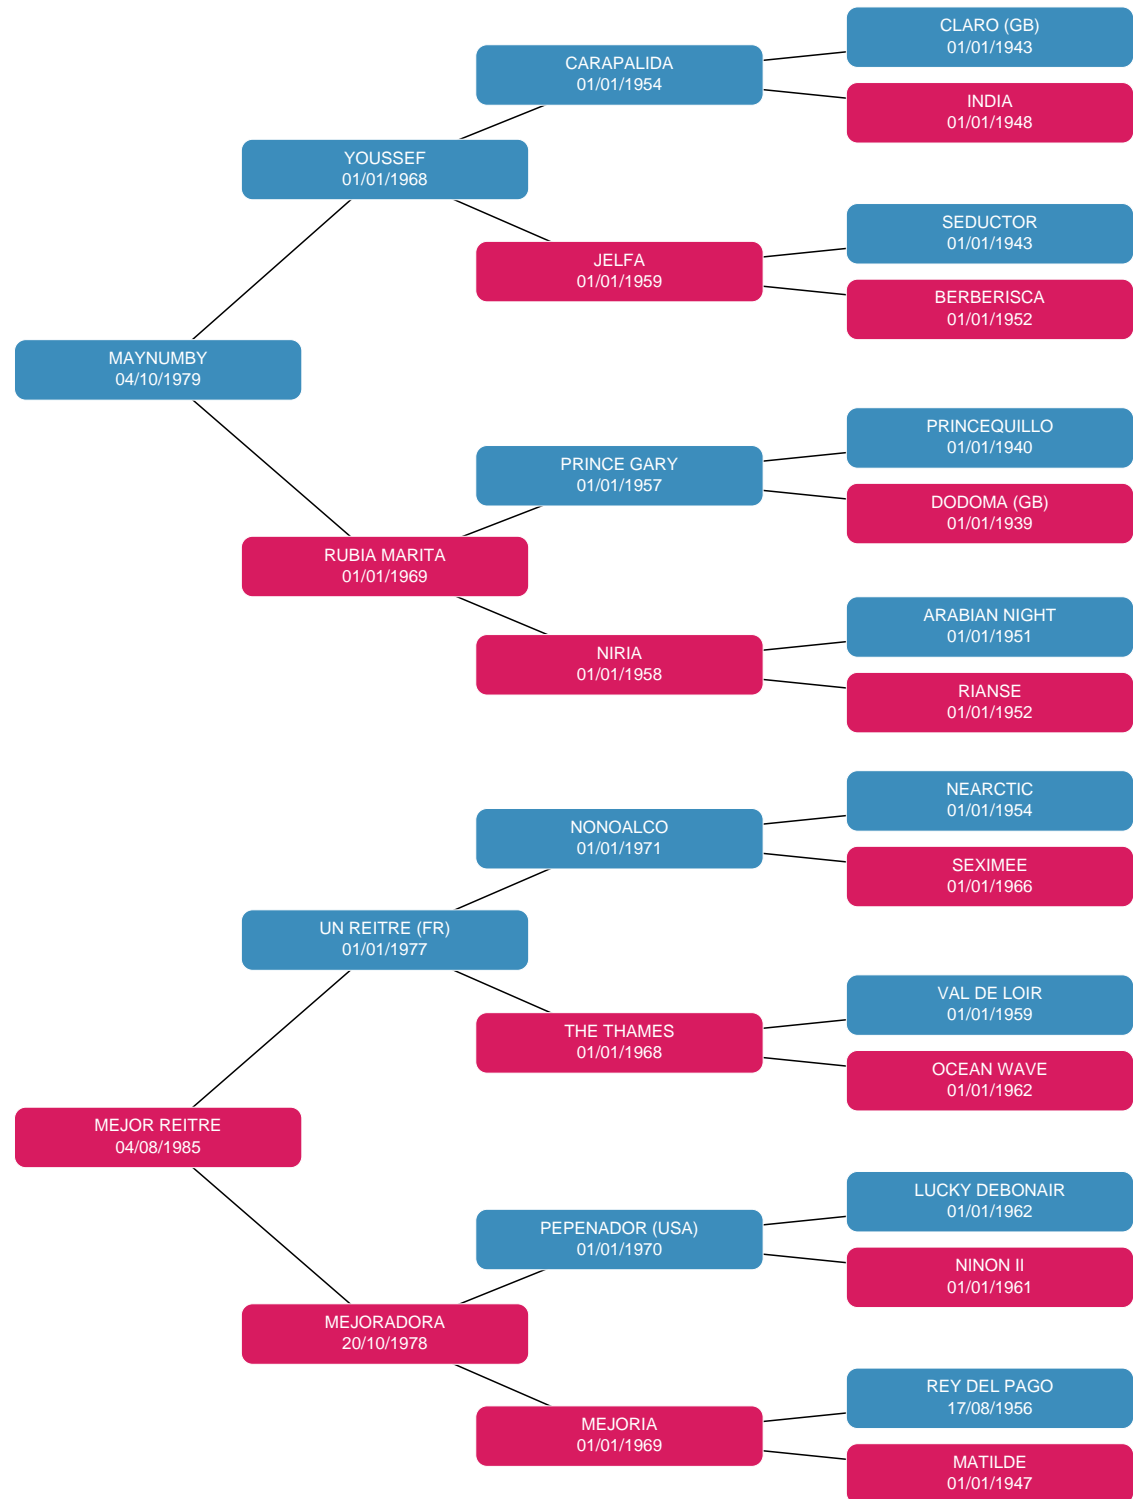 CLARO (GB)
01/01/1943
CARAPALIDA
01/01/1954
INDIA
01/01/1948
YOUSSEF
01/01/1968
SEDUCTOR
01/01/1943
JELFA
01/01/1959
BERBERISCA
01/01/1952
MAYNUMBY
04/10/1979
PRINCEQUILLO
01/01/1940
PRINCE GARY
01/01/1957
DODOMA (GB)
01/01/1939
RUBIA MARITA
01/01/1969
ARABIAN NIGHT
01/01/1951
NIRIA
01/01/1958
RIANSE
01/01/1952
NEARCTIC
01/01/1954
NONOALCO
01/01/1971
SEXIMEE
01/01/1966
UN REITRE (FR)
01/01/1977
VAL DE LOIR
01/01/1959
THE THAMES
01/01/1968
OCEAN WAVE
01/01/1962
MEJOR REITRE
04/08/1985
LUCKY DEBONAIR
01/01/1962
PEPENADOR (USA)
01/01/1970
NINON II
01/01/1961
MEJORADORA
20/10/1978
REY DEL PAGO
17/08/1956
MEJORIA
01/01/1969
MATILDE
01/01/1947